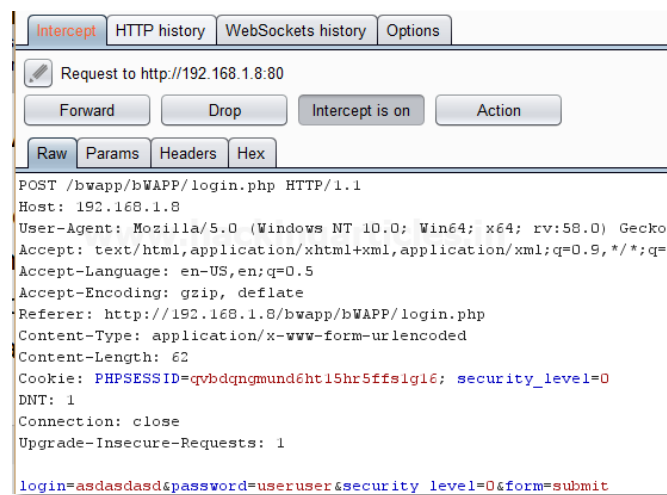 Intercept HTTP history WebSockets history Options
Request to http://192.168.1.8:80
Forward Drop Intercept is on Action
Raw Params Headers Hex
POST /bwapp/bWAPP/login.php HTTP/1.1
Host: 192.168.1.8
User-Agent: Mozilla/5.0 (Windows NT 10.0; Win64; x64; rv:58.0) Gecko
Accept: text/html,application/xhtml+xml,application/xml;q=0.9,*/*;q=
Accept-Language: en-US,en;q=0.5
Accept-Encoding: gzip, deflate
Referer: http://192.168.1.8/bwapp/bWAPP/login.php
Content-Type: application/x-www-form-urlencoded
Content-Length: 62
Cookie: PHPSESSID=qvbdqngmund6ht15hr5ffs1g16; security_level=0
DNT: 1
Connection: close
Upgrade-Insecure-Requests: 1
login=asdasdasd&password=useruser&security_level=0&form=submit